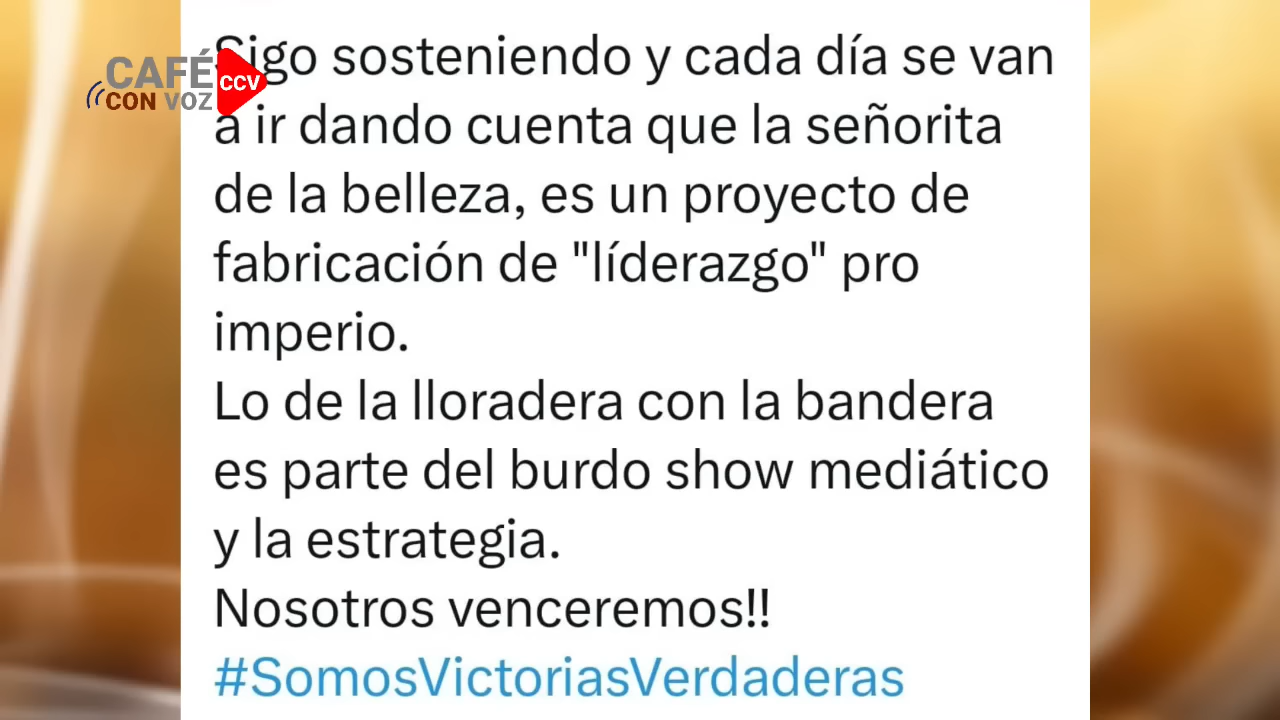 CAFÉ
CON VOZ
CCV
Sigo sosteniendo y cada día se van
a ir dando cuenta que la señorita
de la belleza, es un proyecto de
fabricación de "líderazgo" pro
imperio.
Lo de la lloradera con la bandera
es parte del burdo show mediático
y la estrategia.
Nosotros venceremos!!
#SomosVictoriasVerdaderas